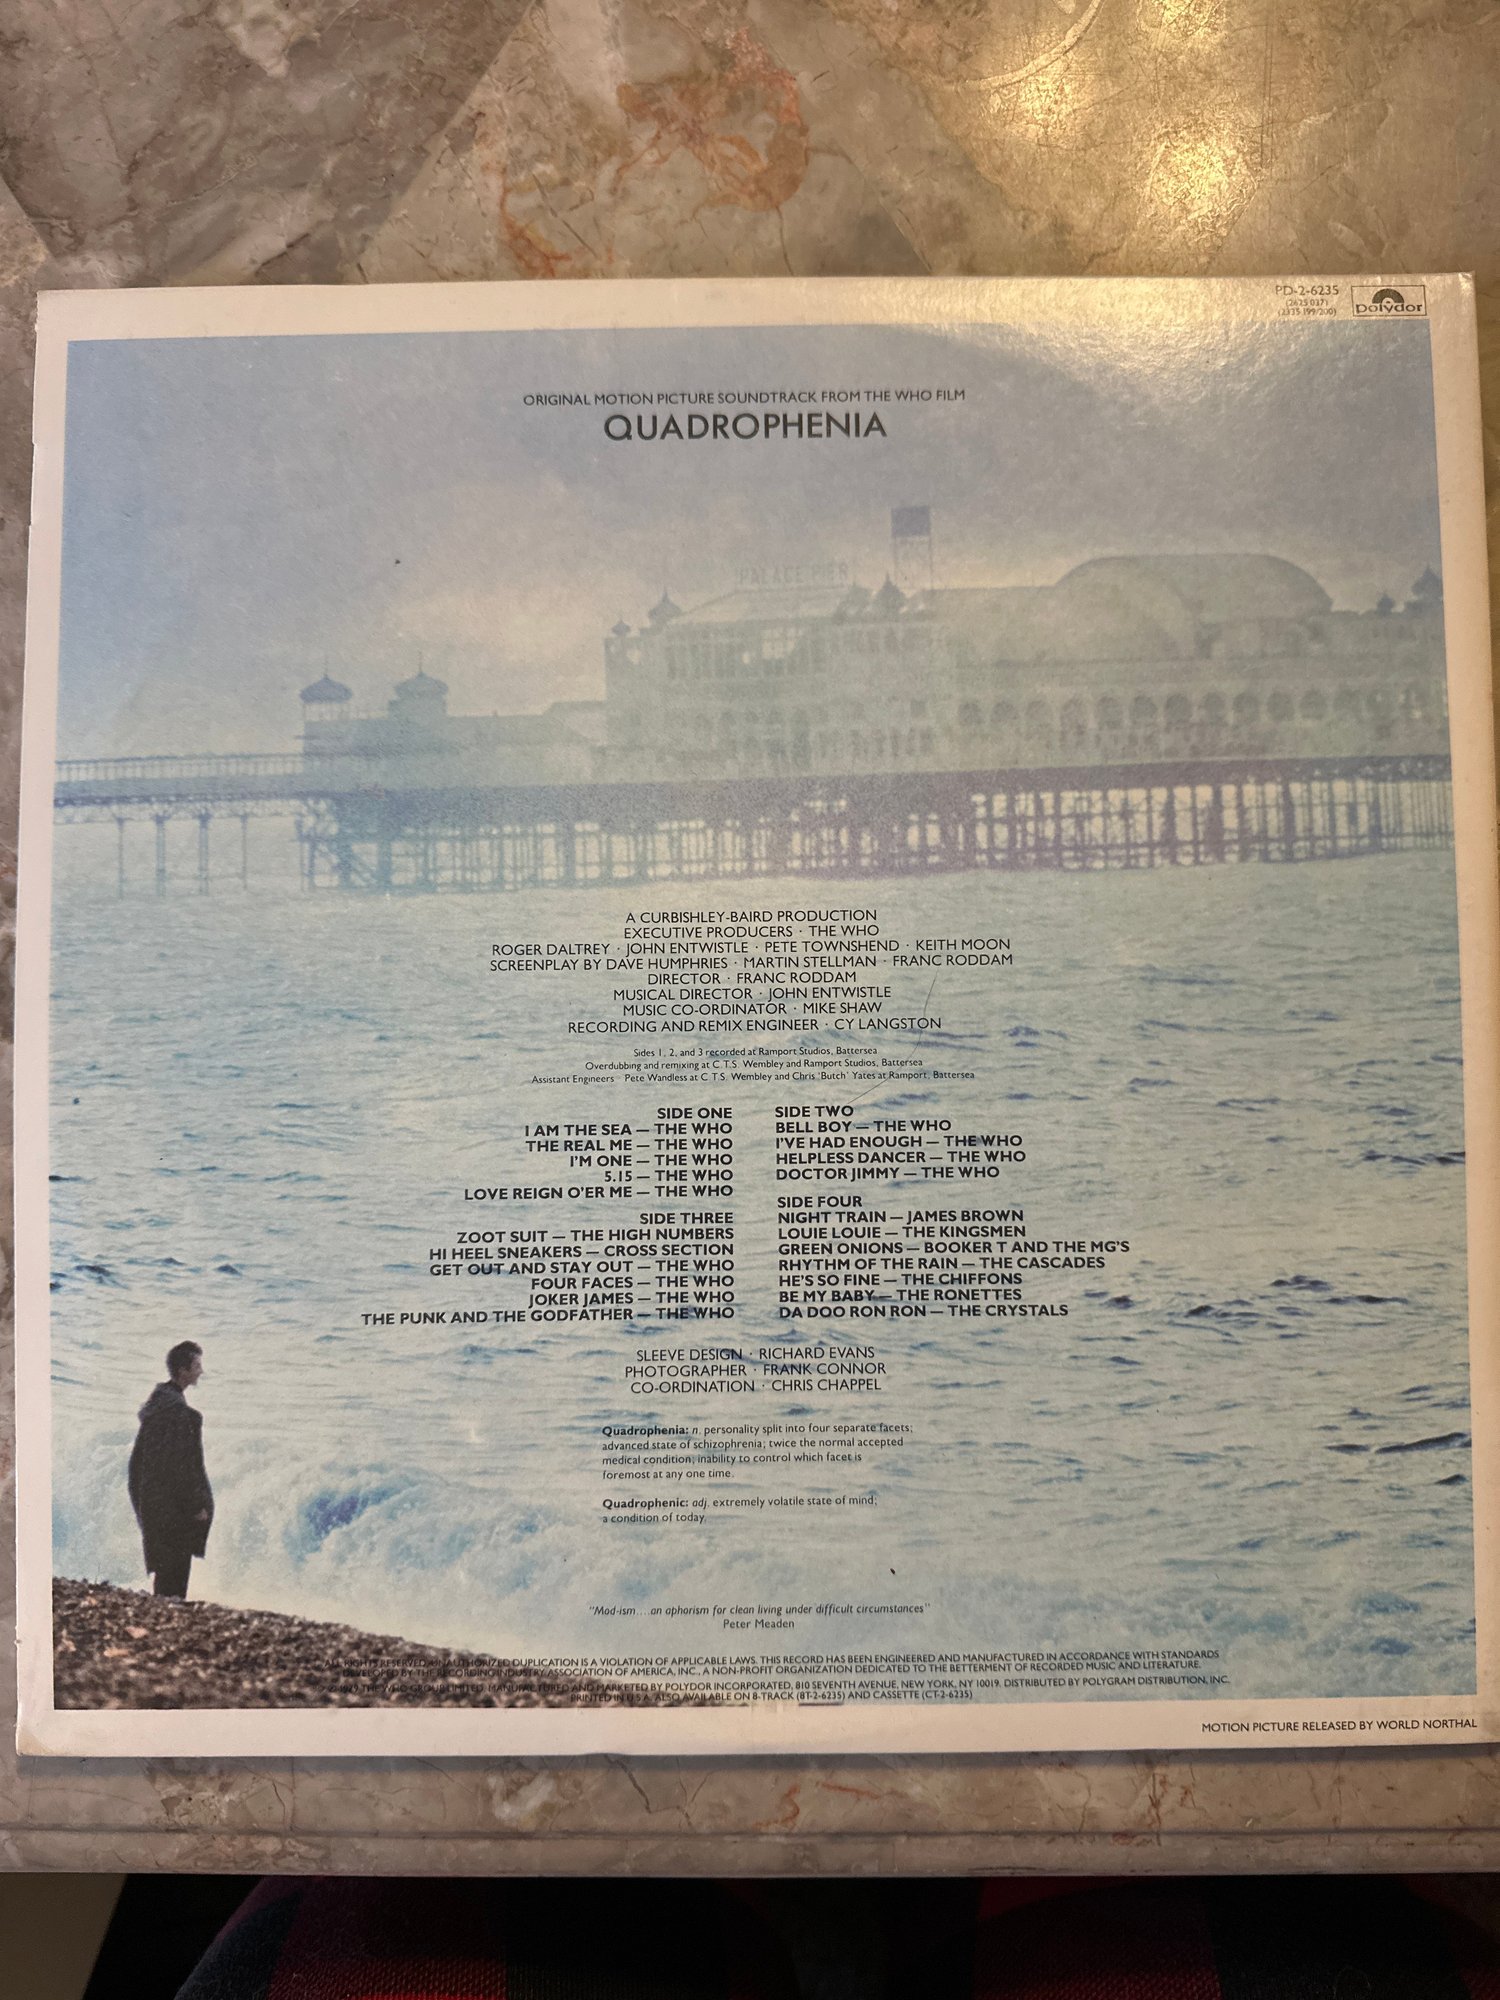 PD-2-6235
(2625 037)
(2335 199/200)
polydor
ORIGINAL MOTION PICTURE SOUNDTRACK FROM THE WHO FILM
QUADROPHENIA
PALACE PIER
A CURBISHLEY-BAIRD PRODUCTION
EXECUTIVE PRODUCERS · THE WHO
ROGER DALTREY · JOHN ENTWISTLE · PETE TOWNSHEND · KEITH MOON
SCREENPLAY BY DAVE HUMPHRIES · MARTIN STELLMAN · FRANC RODDAM
DIRECTOR · FRANC RODDAM
MUSICAL DIRECTOR · JOHN ENTWISTLE
MUSIC CO-ORDINATOR · MIKE SHAW
RECORDING AND REMIX ENGINEER · CY LANGSTON
Sides 1, 2, and 3 recorded at Ramport Studios, Battersea
Overdubbing and remixing at C.T.S. Wembley and Ramport Studios, Battersea
Assistant Engineers Pete Wandless at C.T.S. Wembley and Chris 'Butch' Yates at Ramport, Battersea
SIDE ONE
I AM THE SEA — THE WHO
THE REAL ME — THE WHO
I'M ONE — THE WHO
5.15 — THE WHO
LOVE REIGN O'ER ME — THE WHO
SIDE TWO
BELL BOY — THE WHO
I'VE HAD ENOUGH — THE WHO
HELPLESS DANCER — THE WHO
DOCTOR JIMMY — THE WHO
SIDE THREE
ZOOT SUIT — THE HIGH NUMBERS
HI HEEL SNEAKERS — CROSS SECTION
GET OUT AND STAY OUT — THE WHO
FOUR FACES — THE WHO
JOKER JAMES — THE WHO
THE PUNK AND THE GODFATHER — THE WHO
SIDE FOUR
NIGHT TRAIN — JAMES BROWN
LOUIE LOUIE — THE KINGSMEN
GREEN ONIONS — BOOKER T AND THE MG'S
RHYTHM OF THE RAIN — THE CASCADES
HE'S SO FINE — THE CHIFFONS
BE MY BABY — THE RONETTES
DA DOO RON RON — THE CRYSTALS
SLEEVE DESIGN · RICHARD EVANS
PHOTOGRAPHER · FRANK CONNOR
CO-ORDINATION · CHRIS CHAPPEL
Quadrophenia: n. personality split into four separate facets;
advanced state of schizophrenia; twice the normal accepted
medical condition; inability to control which facet is
foremost at any one time.
Quadrophenic: adj. extremely volatile state of mind;
a condition of today.
"Mod-ism....an aphorism for clean living under difficult circumstances"
Peter Meaden
ALL RIGHTS RESERVED. UNAUTHORIZED DUPLICATION IS A VIOLATION OF APPLICABLE LAWS. THIS RECORD HAS BEEN ENGINEERED AND MANUFACTURED IN ACCORDANCE WITH STANDARDS
DEVELOPED BY THE RECORDING INDUSTRY ASSOCIATION OF AMERICA, INC., A NON-PROFIT ORGANIZATION DEDICATED TO THE BETTERMENT OF RECORDED MUSIC AND LITERATURE.
1979 THE WHO GROUP LIMITED. MANUFACTURED AND MARKETED BY POLYDOR INCORPORATED, 810 SEVENTH AVENUE, NEW YORK, NY 10019. DISTRIBUTED BY POLYGRAM DISTRIBUTION, INC.
PRINTED IN U.S.A. ALSO AVAILABLE ON 8-TRACK (8T-2-6235) AND CASSETTE (CT-2-6235)
MOTION PICTURE RELEASED BY WORLD NORTHAL